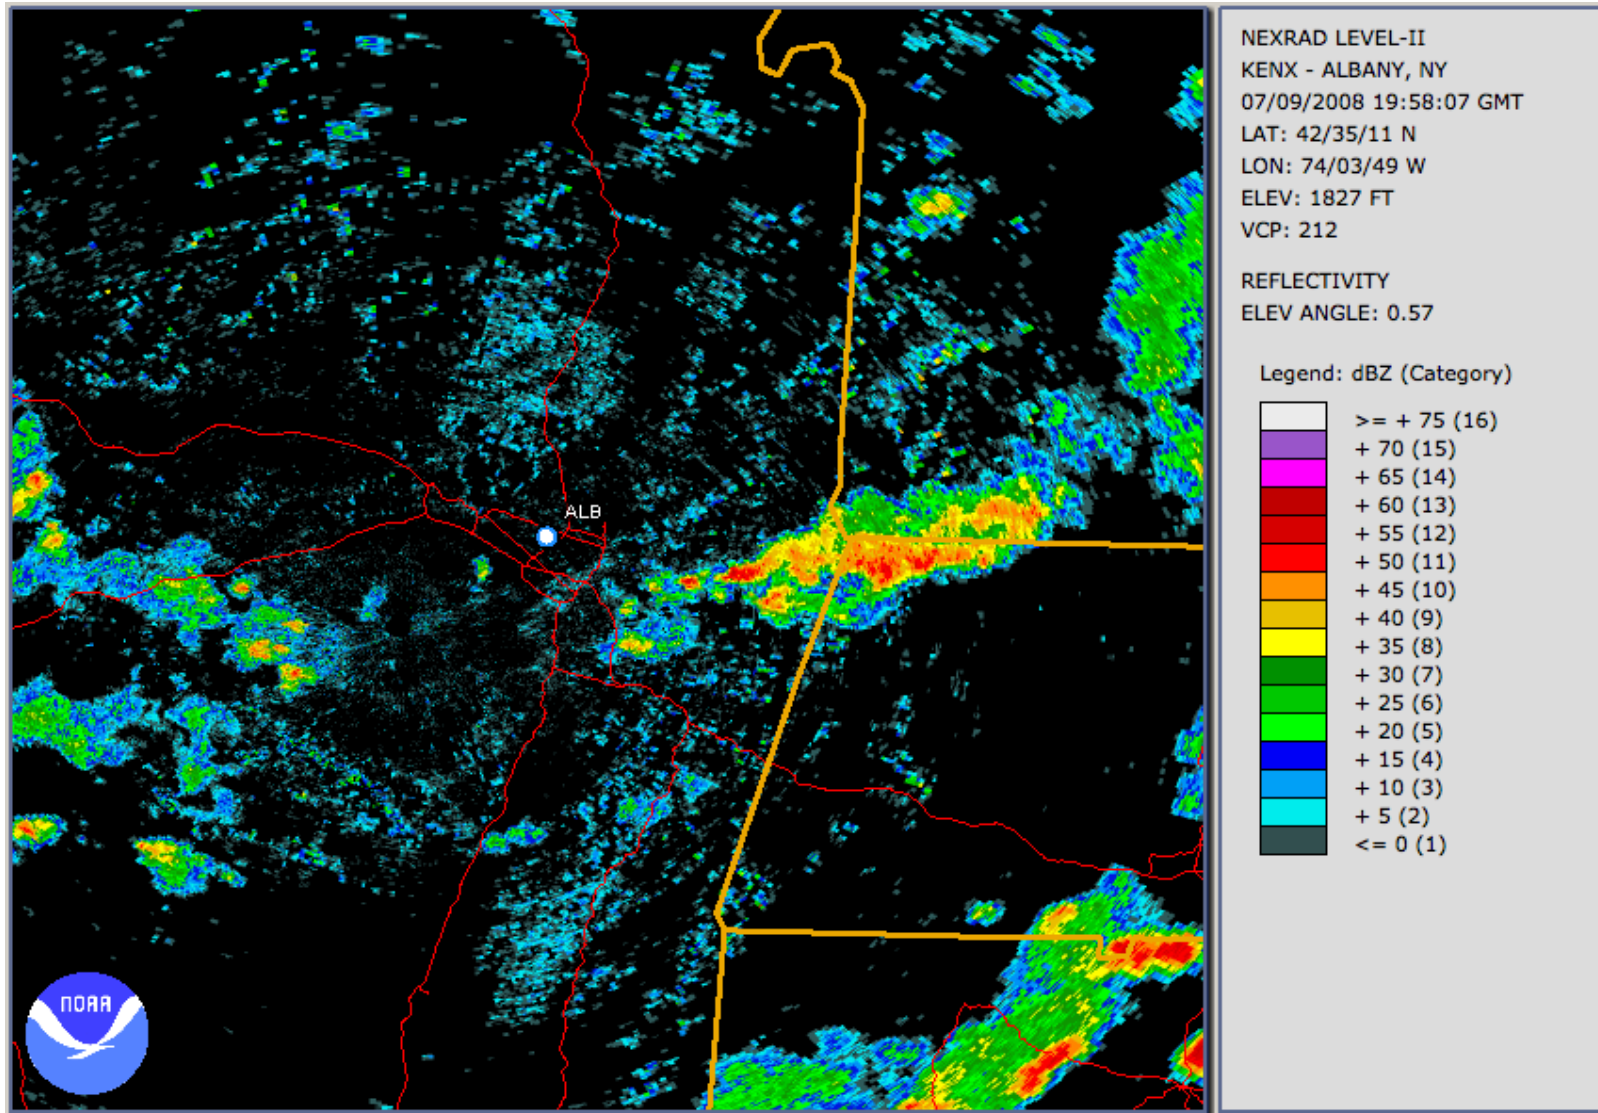 ALB
NOAA
NEXRAD LEVEL-II
KENX - ALBANY, NY
07/09/2008 19:58:07 GMT
LAT: 42/35/11 N
LON: 74/03/49 W
ELEV: 1827 FT
VCP: 212
REFLECTIVITY
ELEV ANGLE: 0.57
Legend: dBZ (Category)
>= + 75 (16)
+ 70 (15)
+ 65 (14)
+ 60 (13)
+ 55 (12)
+ 50 (11)
+ 45 (10)
+ 40 (9)
+ 35 (8)
+ 30 (7)
+ 25 (6)
+ 20 (5)
+ 15 (4)
+ 10 (3)
+ 5 (2)
<= 0 (1)